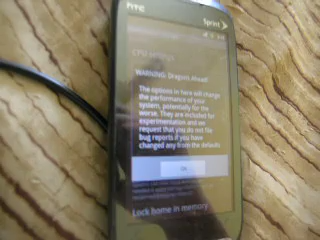 HTC
Sprint
CPU settings
WARNING: Dragons Ahead!
The options in here will change
the performance of your
system, potentially for the
worse. They are included for
experimentation and we
request that you do not file
bug reports if you have
changed any from the defaults
Ok
Lock home in memory